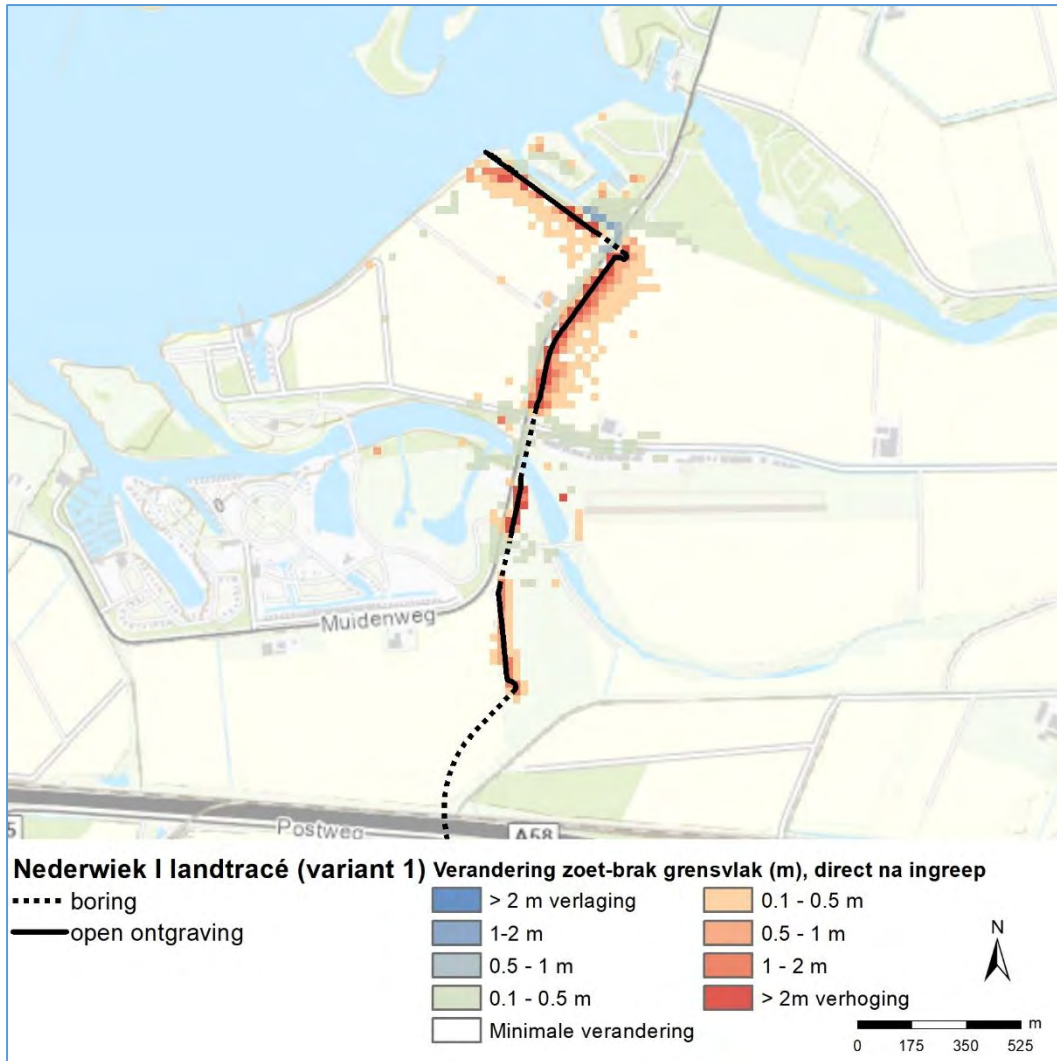 Muidenweg
Postweg
5
A58
Nederwiek I landtracé (variant 1)
boring
open ontgraving
Verandering zoet-brak grensvlak (m), direct na ingreep
> 2 m verlaging
1-2 m
0.5 - 1 m
0.1 - 0.5 m
Minimale verandering
0.1 - 0.5 m
0.5 - 1 m
1 - 2 m
> 2m verhoging
N
m
0 175 350 525